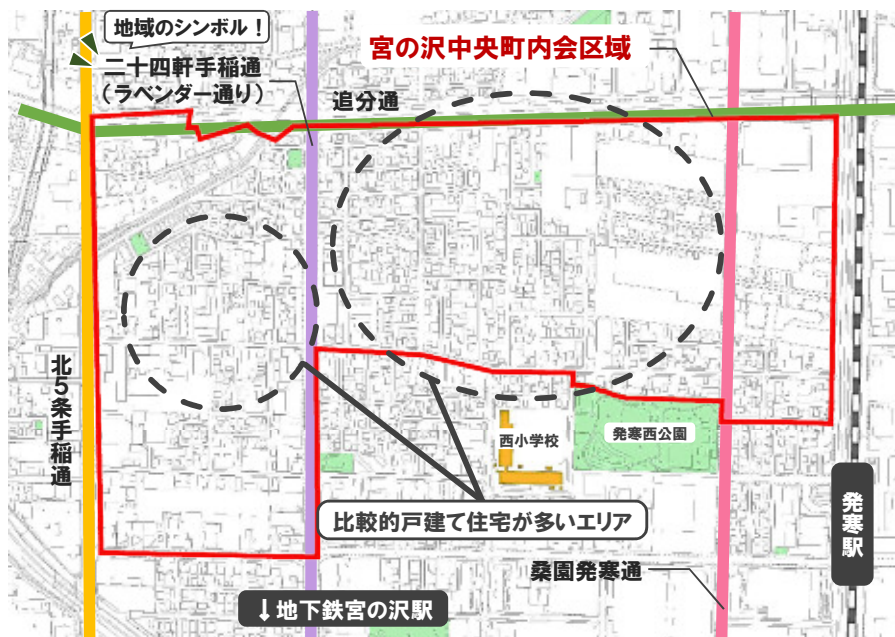 地域のシンボル！
二十四軒手稲通
（ラベンダー通り）
追分通
宮の沢中央町内会区域
北5条手稲通
西小学校
発寒西公園
比較的戸建て住宅が多いエリア
発寒駅
桑園発寒通
↓地下鉄宮の沢駅